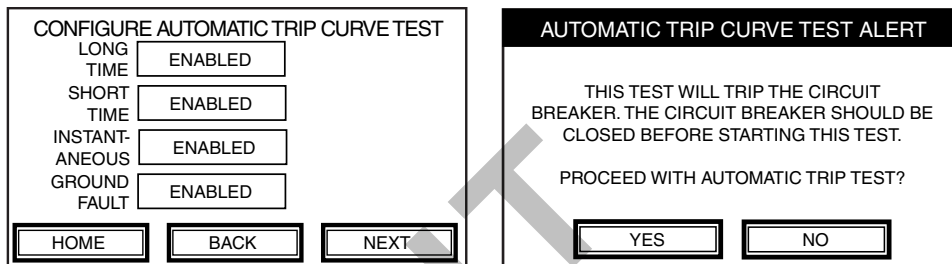 CONFIGURE AUTOMATIC TRIP CURVE TEST
LONG
TIME
ENABLED
SHORT
TIME
ENABLED
INSTANT-
ANEOUS
ENABLED
GROUND
FAULT
ENABLED
HOME
BACK
NEXT
AUTOMATIC TRIP CURVE TEST ALERT
THIS TEST WILL TRIP THE CIRCUIT
BREAKER. THE CIRCUIT BREAKER SHOULD BE
CLOSED BEFORE STARTING THIS TEST.
PROCEED WITH AUTOMATIC TRIP TEST?
YES
NO